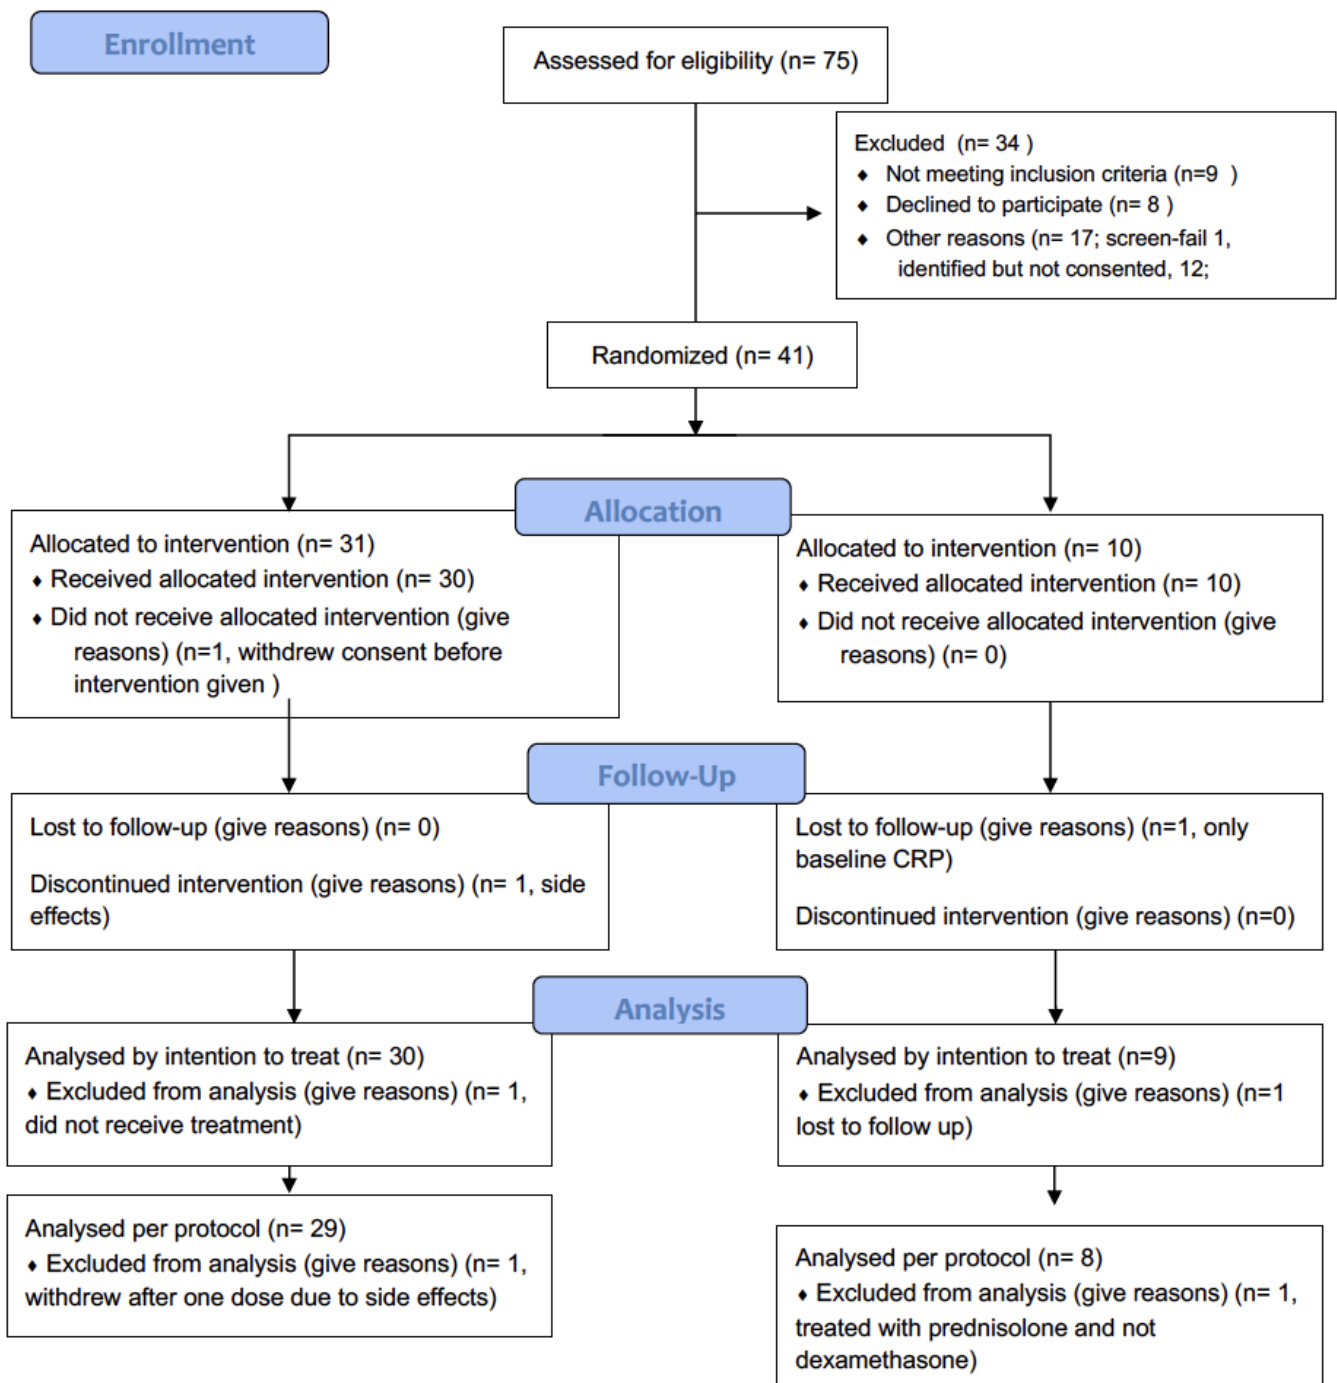 Enrollment
Assessed for eligibility (n= 75)
Excluded  (n= 34 )
♦ Not meeting inclusion criteria (n=9  )
♦ Declined to participate (n= 8 )
♦ Other reasons (n= 17; screen-fail 1,
identified but not consented, 12;
Randomized (n= 41)
Allocation
Allocated to intervention (n= 31)
♦ Received allocated intervention (n= 30)
♦ Did not receive allocated intervention (give
reasons) (n=1, withdrew consent before
intervention given )
Allocated to intervention (n= 10)
♦ Received allocated intervention (n= 10)
♦ Did not receive allocated intervention (give
reasons) (n= 0)
Follow-Up
Lost to follow-up (give reasons) (n= 0)
Discontinued intervention (give reasons) (n= 1, side
effects)
Lost to follow-up (give reasons) (n=1, only
baseline CRP)
Discontinued intervention (give reasons) (n=0)
Analysis
Analysed by intention to treat (n= 30)
♦ Excluded from analysis (give reasons) (n= 1,
did not receive treatment)
Analysed by intention to treat (n=9)
♦ Excluded from analysis (give reasons) (n=1
lost to follow up)
Analysed per protocol (n= 29)
♦ Excluded from analysis (give reasons) (n= 1,
withdrew after one dose due to side effects)
Analysed per protocol (n= 8)
♦ Excluded from analysis (give reasons) (n= 1,
treated with prednisolone and not
dexamethasone)